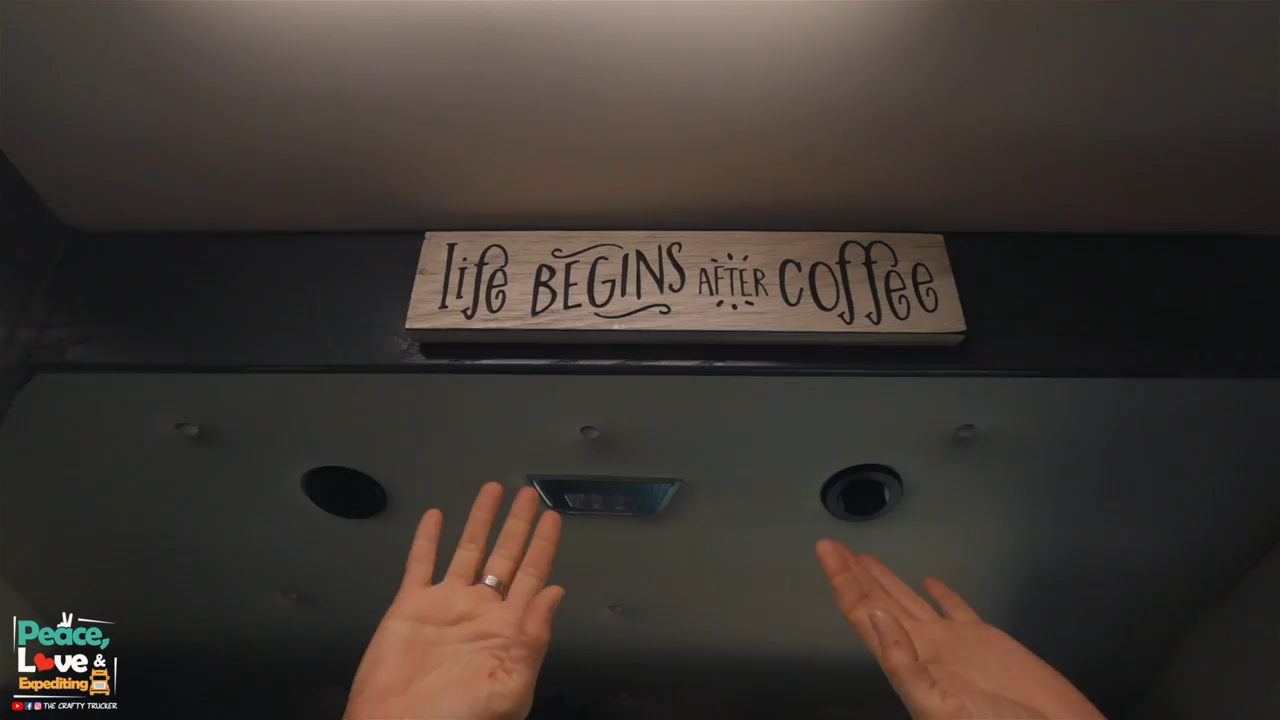 life BEGINS AFTER coffee
Peace,
Love &
Expediting
THE CRAFTY TRUCKER